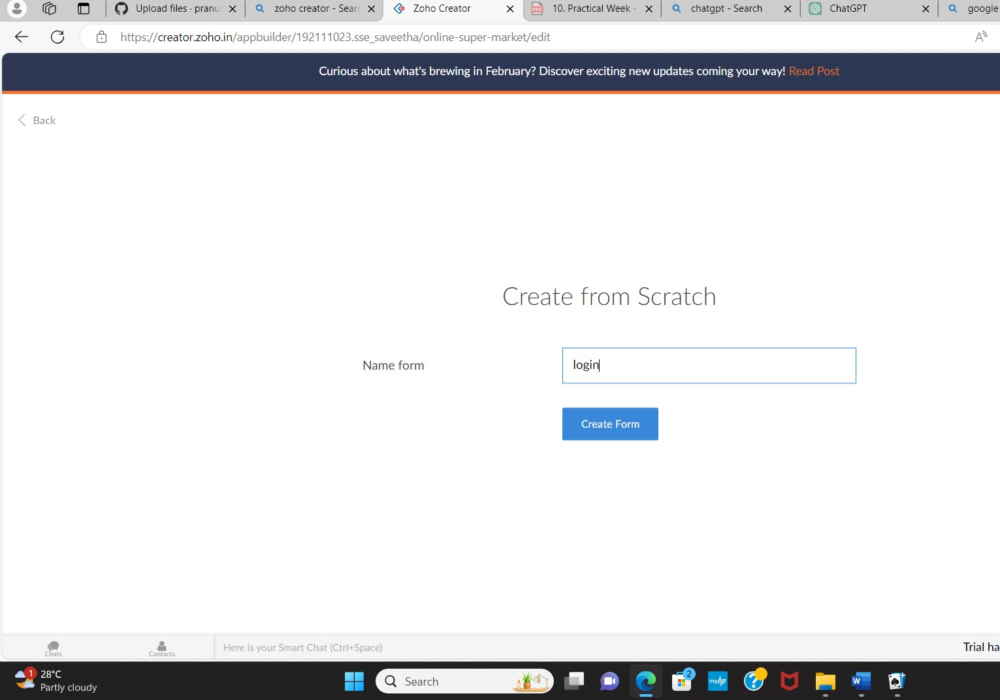 Upload files · pranu
zoho creator - Sear
Zoho Creator
10. Practical Week -
chatgpt - Search
ChatGPT
google
https://creator.zoho.in/appbuilder/192111023.sse_saveetha/online-super-market/edit
A
Curious about what's brewing in February? Discover exciting new updates coming your way! Read Post
Back
Create from Scratch
Name form
login
Create Form
Chats
Contacts
Here is your Smart Chat (Ctrl+Space)
Trial ha
1
28°C
Partly cloudy
Search
2
myhp
?
W